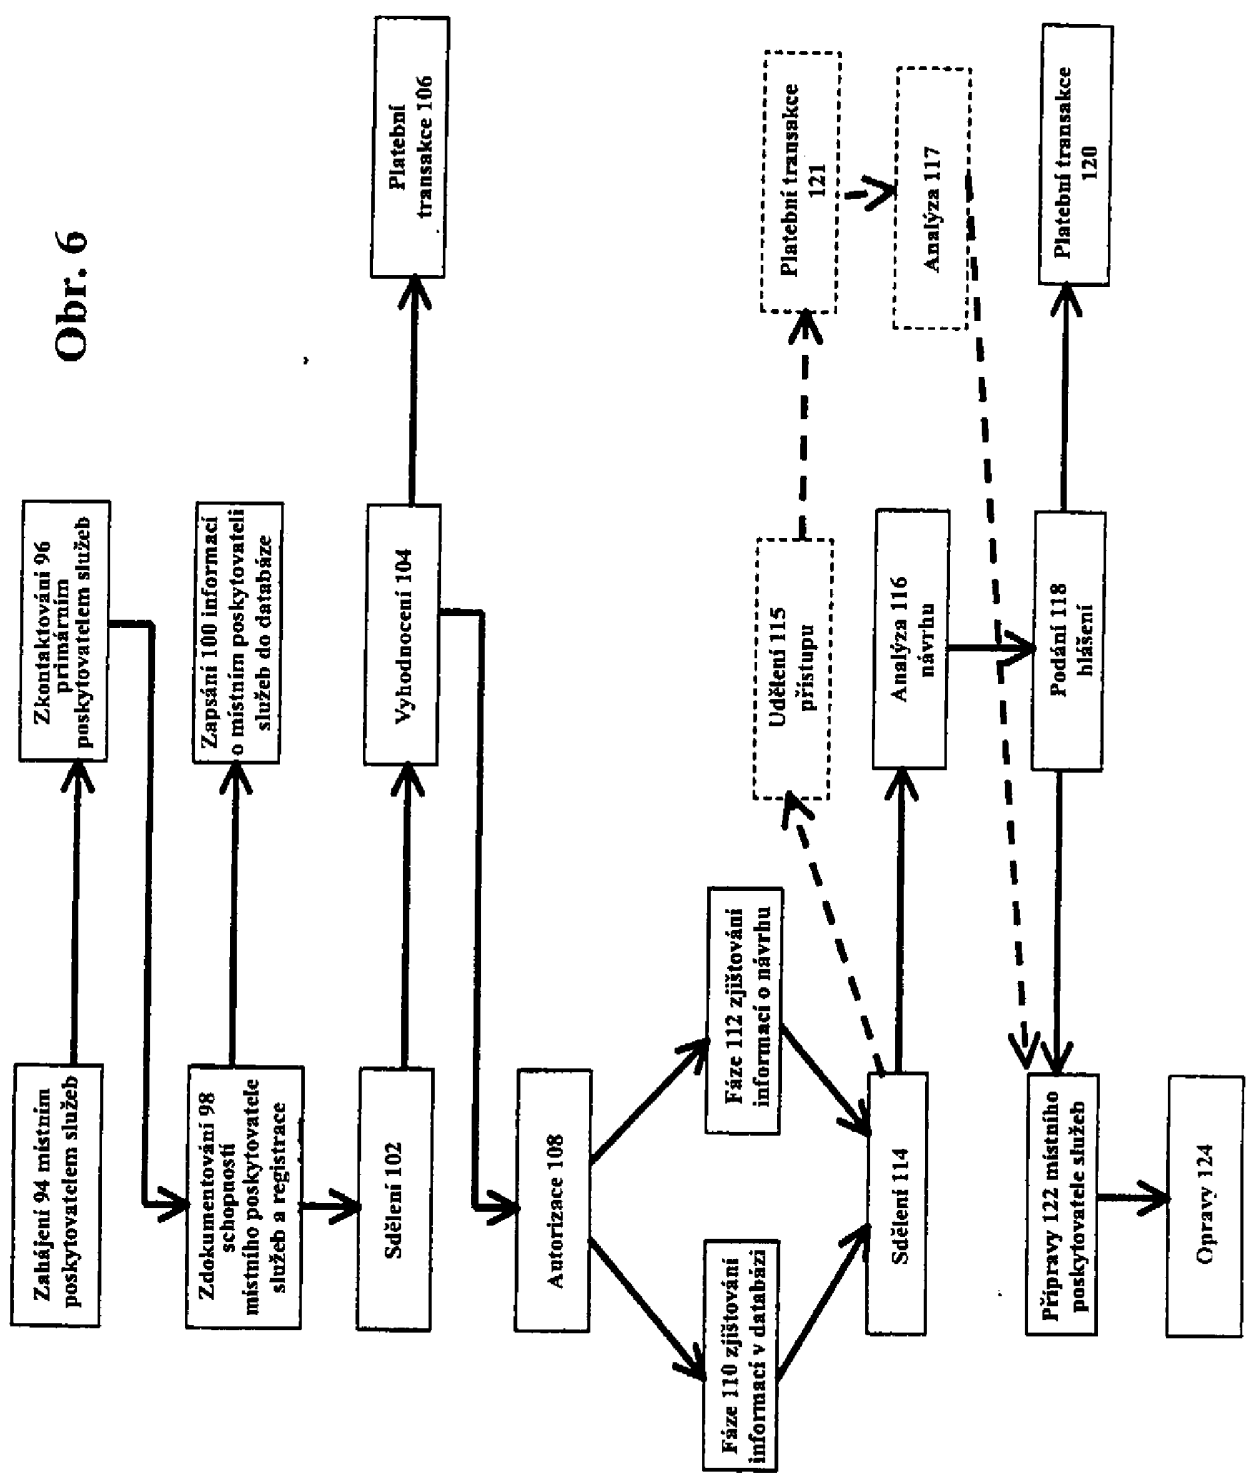 Obr. 6
Zahájení 94 místním
poskytovatelem služeb
Zkontaktování 96
primárním
poskytovatelem služeb
Zdokumentování 98
schopností
místního poskytovatele
služeb a registrace
Zapsání 100 informací
o místním poskytovateli
služeb do databáze
Sdělení 102
Vyhodnocení 104
Platební
transakce 106
Autorizace 108
Fáze 110 zjišťování
informací v databázi
Fáze 112 zjišťování
informací o návrhu
Sdělení 114
Udělení 115
přístupu
Platební transakce
121
Analýza 117
Analýza 116
návrhu
Podání 118
hlášení
Platební transakce
120
Přípravy 122 místního
poskytovatele služeb
Opravy 124